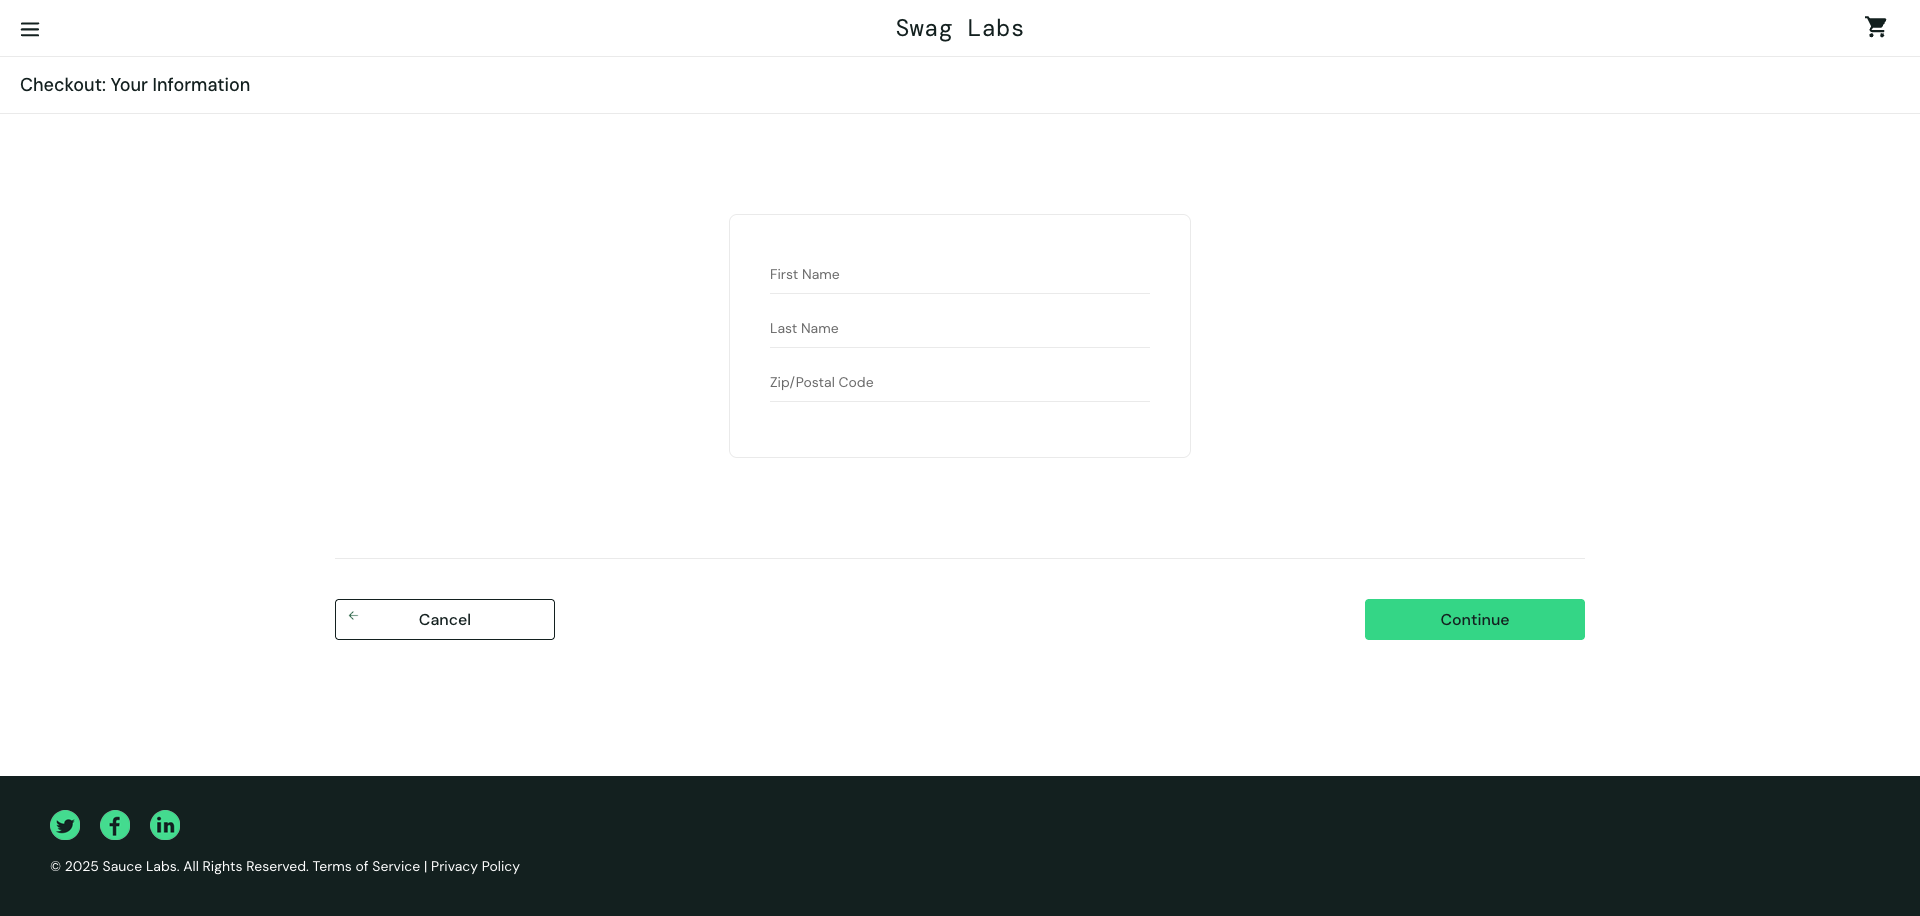 Swag Labs
Checkout: Your Information
First Name
Last Name
Zip/Postal Code
Cancel
Continue
© 2025 Sauce Labs. All Rights Reserved. Terms of Service | Privacy Policy